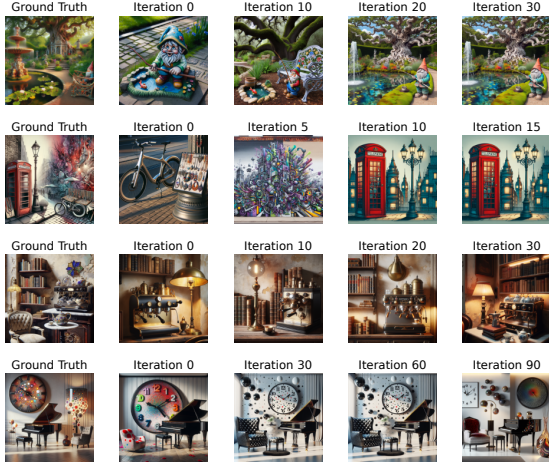 Ground Truth Iteration 0 Iteration 10 Iteration 20 Iteration 30
Ground Truth Iteration 0 Iteration 5 Iteration 10 Iteration 15
Ground Truth Iteration 0 Iteration 10 Iteration 20 Iteration 30
Ground Truth Iteration 0 Iteration 30 Iteration 60 Iteration 90